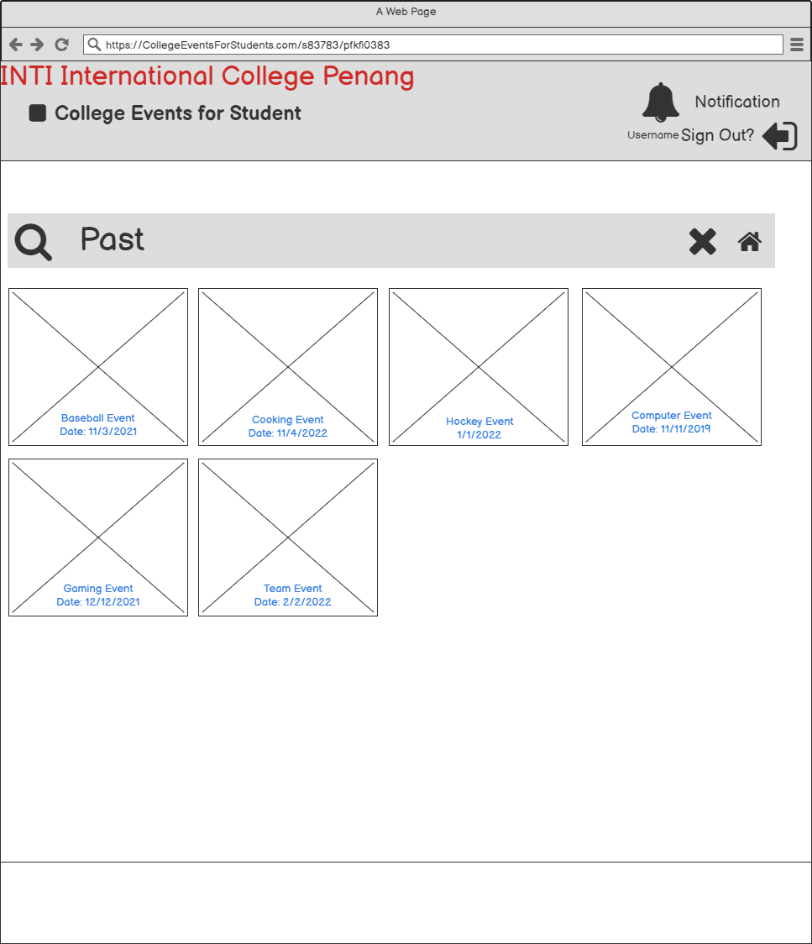 A Web Page
https://CollegeEventsForStudents.com/s83783/pfkfi0383
INTI International College Penang
College Events for Student
Notification
Username Sign Out?
Past
Baseball Event
Date: 11/3/2021
Cooking Event
Date: 11/4/2022
Hockey Event
1/1/2022
Computer Event
Date: 11/11/2019
Gaming Event
Date: 12/12/2021
Team Event
Date: 2/2/2022